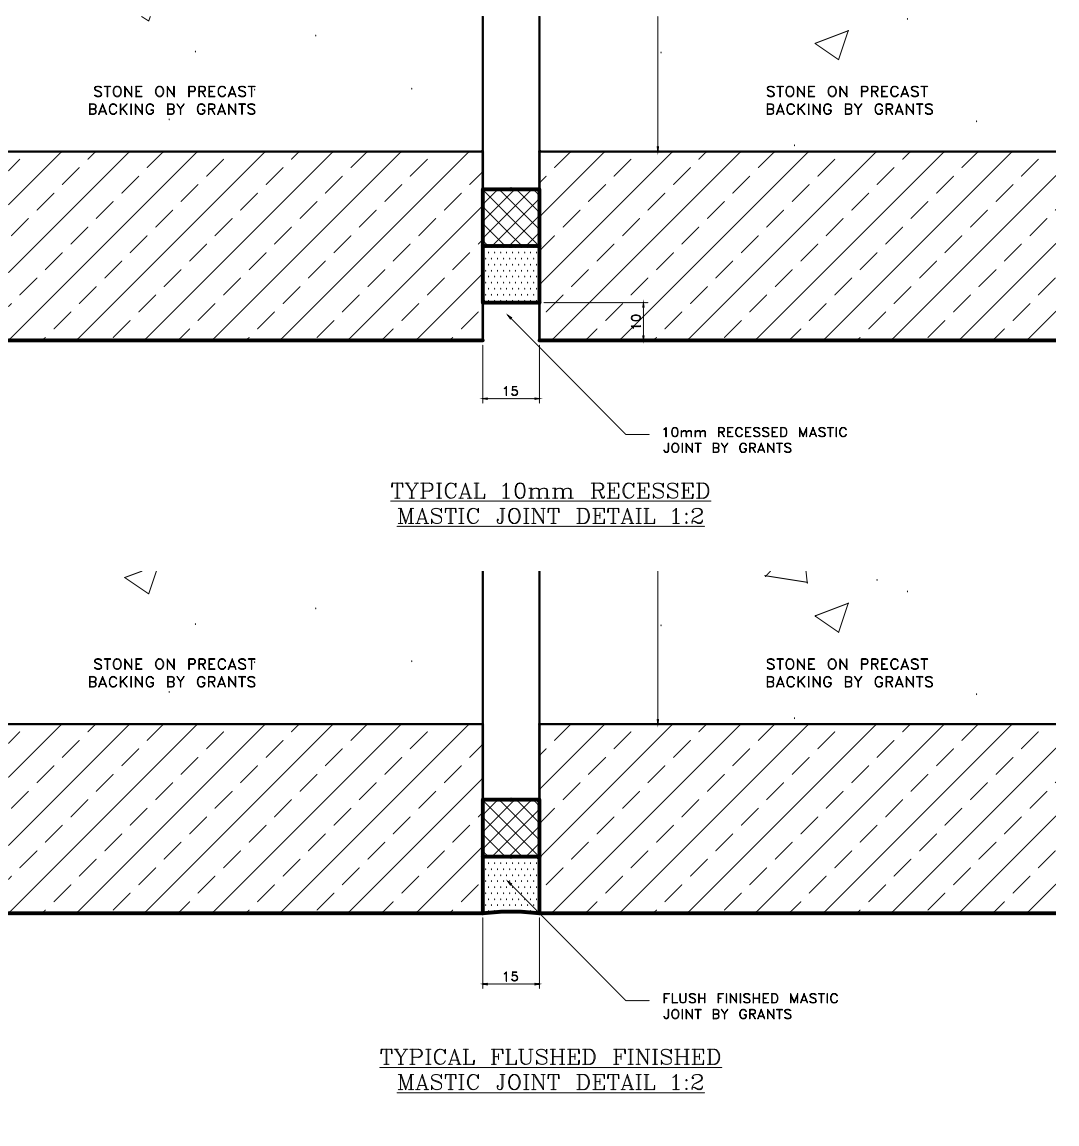 STONE ON PRECAST
BACKING BY GRANTS
STONE ON PRECAST
BACKING BY GRANTS
10
15
10mm RECESSED MASTIC
JOINT BY GRANTS
TYPICAL 10mm RECESSED
MASTIC JOINT DETAIL 1:2
STONE ON PRECAST
BACKING BY GRANTS
STONE ON PRECAST
BACKING BY GRANTS
15
FLUSH FINISHED MASTIC
JOINT BY GRANTS
TYPICAL FLUSHED FINISHED
MASTIC JOINT DETAIL 1:2